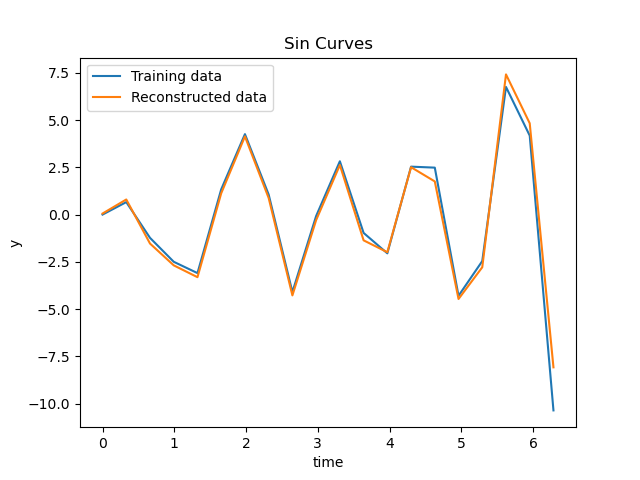 Sin Curves
Training data
Reconstructed data
7.5
5.0
2.5
0.0
−2.5
−5.0
−7.5
−10.0
y
0 1 2 3 4 5 6
time